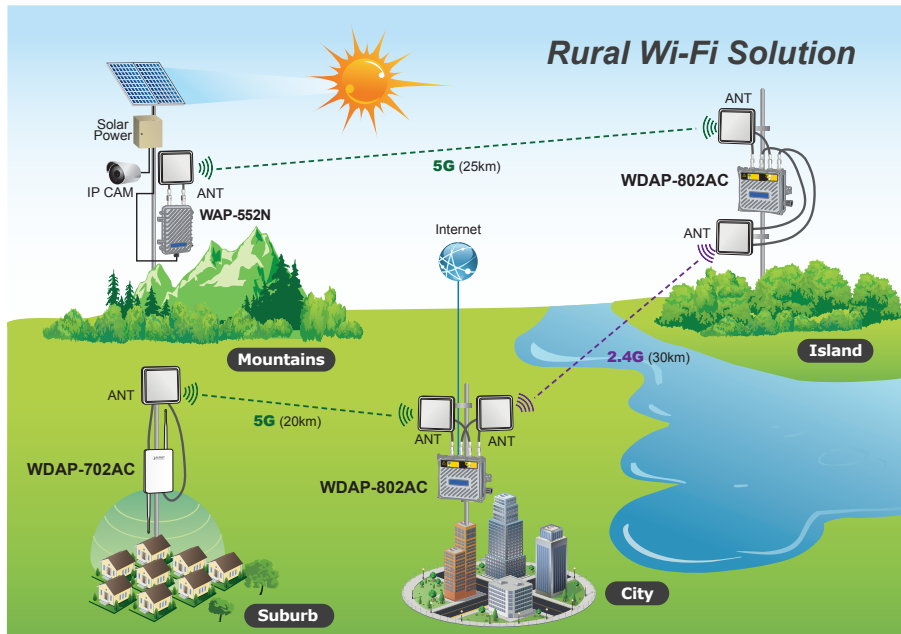 Rural Wi-Fi Solution
ANT
Solar
Power
5G (25km)
WDAP-802AC
IP CAM
ANT
WAP-552N
Internet
ANT
Mountains
2.4G (30km)
Island
ANT
5G (20km)
ANT
ANT
WDAP-702AC
WDAP-802AC
City
Suburb